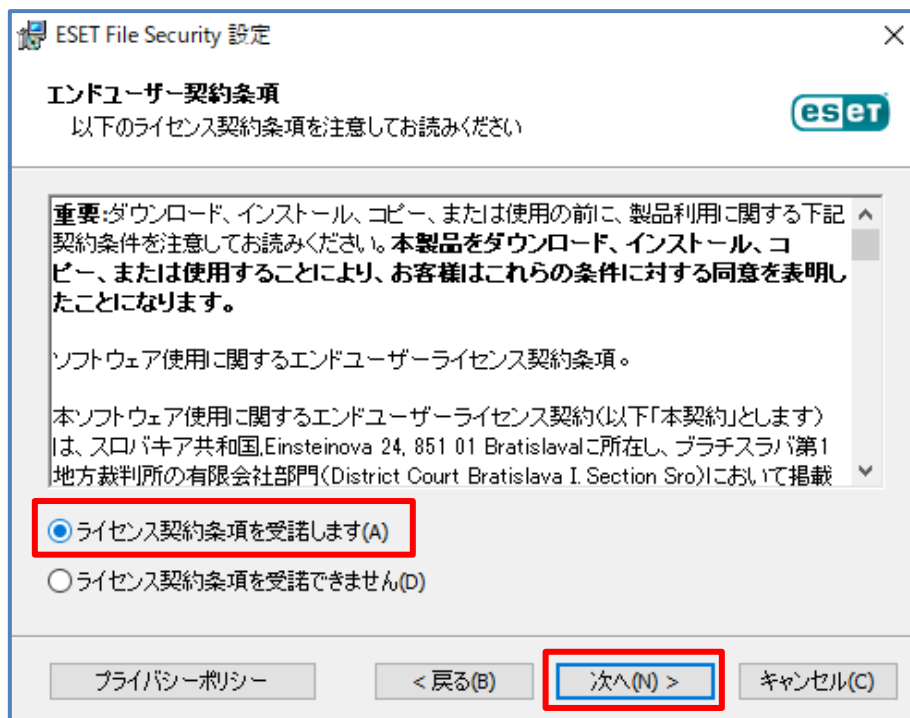 ESET File Security 設定
エンドユーザー契約条項
以下のライセンス契約条項を注意してお読みください
eset
重要:ダウンロード、インストール、コピー、または使用の前に、製品利用に関する下記
契約条件を注意してお読みください。本製品をダウンロード、インストール、コ
ピー、または使用することにより、お客様はこれらの条件に対する同意を表明し
たことになります。
ソフトウェア使用に関するエンドユーザーライセンス契約条項。
本ソフトウェア使用に関するエンドユーザーライセンス契約(以下「本契約」とします)
は、スロバキア共和国,Einsteinova 24, 851 01 Bratislavaに所在し、ブラチスラバ第1
地方裁判所の有限会社部門(District Court Bratislava I. Section Sro)において掲載
ライセンス契約条項を受諾します(A)
ライセンス契約条項を受諾できません(D)
プライバシーポリシー
< 戻る(B)
次へ(N) >
キャンセル(C)